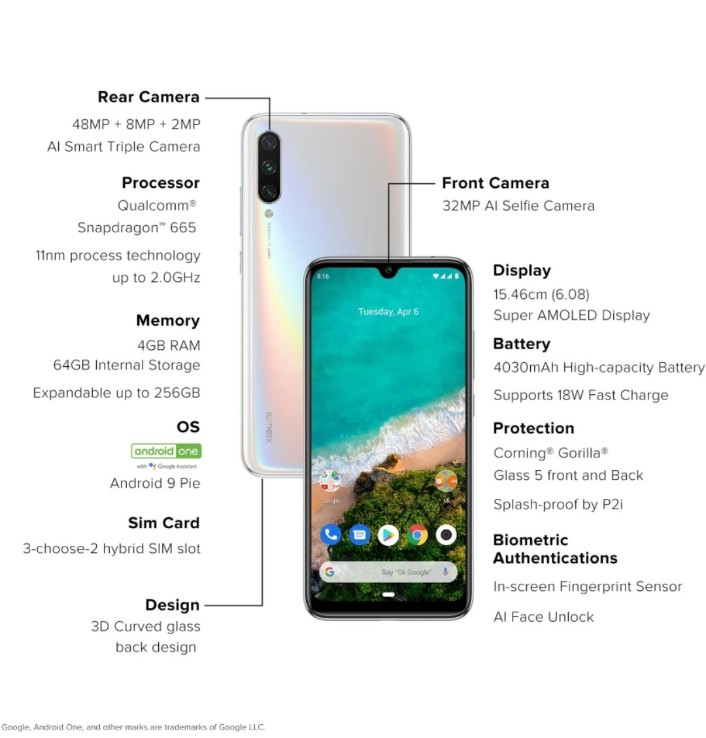 Rear Camera
48MP + 8MP + 2MP
AI Smart Triple Camera
Processor
Qualcomm®
Snapdragon™ 665
11nm process technology
up to 2.0GHz
Memory
4GB RAM
64GB Internal Storage
Expandable up to 256GB
OS
android one
with Google Assistant
Android 9 Pie
Sim Card
3-choose-2 hybrid SIM slot
Design
3D Curved glass
back design
XIAOMI
8:16
Tuesday, Apr 6
Google
Say "Ok Google"
Front Camera
32MP AI Selfie Camera
Display
15.46cm (6.08)
Super AMOLED Display
Battery
4030mAh High-capacity Battery
Supports 18W Fast Charge
Protection
Corning® Gorilla®
Glass 5 front and Back
Splash-proof by P2i
Biometric
Authentications
In-screen Fingerprint Sensor
AI Face Unlock
Google, Android One, and other marks are trademarks of Google LLC.